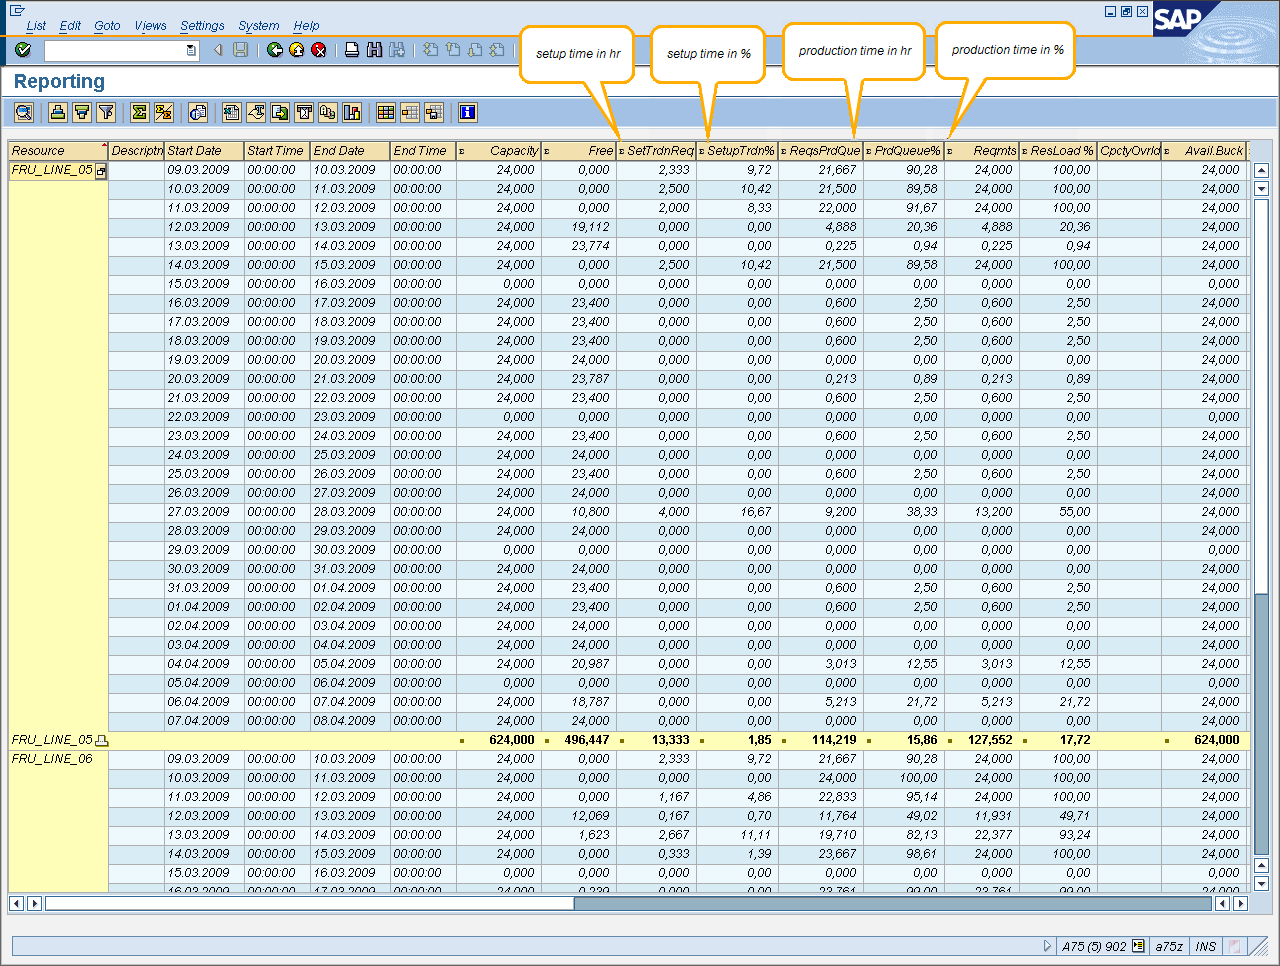 List Edit Goto Views Settings System Help
SAP
setup time in hr
setup time in %
production time in hr
production time in %
Reporting
Resource Descriptn Start Date Start Time End Date End Time Σ Capacity Σ Free Σ SetTrdnReq Σ SetupTrdn% Σ ReqsPrdQue Σ PrdQueue% Σ Reqmts Σ ResLoad % CpctyOvrld Σ Avail.Buck
FRU_LINE_05 09.03.2009 00:00:00 10.03.2009 00:00:00 24,000 0,000 2,333 9,72 21,667 90,28 24,000 100,00 24,000
10.03.2009 00:00:00 11.03.2009 00:00:00 24,000 0,000 2,500 10,42 21,500 89,58 24,000 100,00 24,000
11.03.2009 00:00:00 12.03.2009 00:00:00 24,000 0,000 2,000 8,33 22,000 91,67 24,000 100,00 24,000
12.03.2009 00:00:00 13.03.2009 00:00:00 24,000 19,112 0,000 0,00 4,888 20,36 4,888 20,36 24,000
13.03.2009 00:00:00 14.03.2009 00:00:00 24,000 23,774 0,000 0,00 0,225 0,94 0,225 0,94 24,000
14.03.2009 00:00:00 15.03.2009 00:00:00 24,000 0,000 2,500 10,42 21,500 89,58 24,000 100,00 24,000
15.03.2009 00:00:00 16.03.2009 00:00:00 0,000 0,000 0,000 0,00 0,000 0,00 0,000 0,00 0,000
16.03.2009 00:00:00 17.03.2009 00:00:00 24,000 23,400 0,000 0,00 0,600 2,50 0,600 2,50 24,000
17.03.2009 00:00:00 18.03.2009 00:00:00 24,000 23,400 0,000 0,00 0,600 2,50 0,600 2,50 24,000
18.03.2009 00:00:00 19.03.2009 00:00:00 24,000 23,400 0,000 0,00 0,600 2,50 0,600 2,50 24,000
19.03.2009 00:00:00 20.03.2009 00:00:00 24,000 24,000 0,000 0,00 0,000 0,00 0,000 0,00 24,000
20.03.2009 00:00:00 21.03.2009 00:00:00 24,000 23,787 0,000 0,00 0,213 0,89 0,213 0,89 24,000
21.03.2009 00:00:00 22.03.2009 00:00:00 24,000 23,400 0,000 0,00 0,600 2,50 0,600 2,50 24,000
22.03.2009 00:00:00 23.03.2009 00:00:00 0,000 0,000 0,000 0,00 0,000 0,00 0,000 0,00 0,000
23.03.2009 00:00:00 24.03.2009 00:00:00 24,000 23,400 0,000 0,00 0,600 2,50 0,600 2,50 24,000
24.03.2009 00:00:00 25.03.2009 00:00:00 24,000 24,000 0,000 0,00 0,000 0,00 0,000 0,00 24,000
25.03.2009 00:00:00 26.03.2009 00:00:00 24,000 23,400 0,000 0,00 0,600 2,50 0,600 2,50 24,000
26.03.2009 00:00:00 27.03.2009 00:00:00 24,000 24,000 0,000 0,00 0,000 0,00 0,000 0,00 24,000
27.03.2009 00:00:00 28.03.2009 00:00:00 24,000 10,800 4,000 16,67 9,200 38,33 13,200 55,00 24,000
28.03.2009 00:00:00 29.03.2009 00:00:00 24,000 24,000 0,000 0,00 0,000 0,00 0,000 0,00 24,000
29.03.2009 00:00:00 30.03.2009 00:00:00 0,000 0,000 0,000 0,00 0,000 0,00 0,000 0,00 0,000
30.03.2009 00:00:00 31.03.2009 00:00:00 24,000 24,000 0,000 0,00 0,000 0,00 0,000 0,00 24,000
31.03.2009 00:00:00 01.04.2009 00:00:00 24,000 23,400 0,000 0,00 0,600 2,50 0,600 2,50 24,000
01.04.2009 00:00:00 02.04.2009 00:00:00 24,000 23,400 0,000 0,00 0,600 2,50 0,600 2,50 24,000
02.04.2009 00:00:00 03.04.2009 00:00:00 24,000 24,000 0,000 0,00 0,000 0,00 0,000 0,00 24,000
03.04.2009 00:00:00 04.04.2009 00:00:00 24,000 24,000 0,000 0,00 0,000 0,00 0,000 0,00 24,000
04.04.2009 00:00:00 05.04.2009 00:00:00 24,000 20,987 0,000 0,00 3,013 12,55 3,013 12,55 24,000
05.04.2009 00:00:00 06.04.2009 00:00:00 0,000 0,000 0,000 0,00 0,000 0,00 0,000 0,00 0,000
06.04.2009 00:00:00 07.04.2009 00:00:00 24,000 18,787 0,000 0,00 5,213 21,72 5,213 21,72 24,000
07.04.2009 00:00:00 08.04.2009 00:00:00 24,000 24,000 0,000 0,00 0,000 0,00 0,000 0,00 24,000
FRU_LINE_05 624,000 496,447 13,333 1,85 114,219 15,86 127,552 17,72 624,000
FRU_LINE_06 09.03.2009 00:00:00 10.03.2009 00:00:00 24,000 0,000 2,333 9,72 21,667 90,28 24,000 100,00 24,000
10.03.2009 00:00:00 11.03.2009 00:00:00 24,000 0,000 0,000 0,00 24,000 100,00 24,000 100,00 24,000
11.03.2009 00:00:00 12.03.2009 00:00:00 24,000 0,000 1,167 4,86 22,833 95,14 24,000 100,00 24,000
12.03.2009 00:00:00 13.03.2009 00:00:00 24,000 12,069 0,167 0,70 11,764 49,02 11,931 49,71 24,000
13.03.2009 00:00:00 14.03.2009 00:00:00 24,000 1,623 2,667 11,11 19,710 82,13 22,377 93,24 24,000
14.03.2009 00:00:00 15.03.2009 00:00:00 24,000 0,000 0,333 1,39 23,667 98,61 24,000 100,00 24,000
15.03.2009 00:00:00 16.03.2009 00:00:00 0,000 0,000 0,000 0,00 0,000 0,00 0,000 0,00 0,000
16.03.2009 00:00:00 17.03.2009 00:00:00 24,000 0,239 0,000 0,00 23,761 99,00 23,761 99,00 24,000
A75 (5) 902 a75z INS